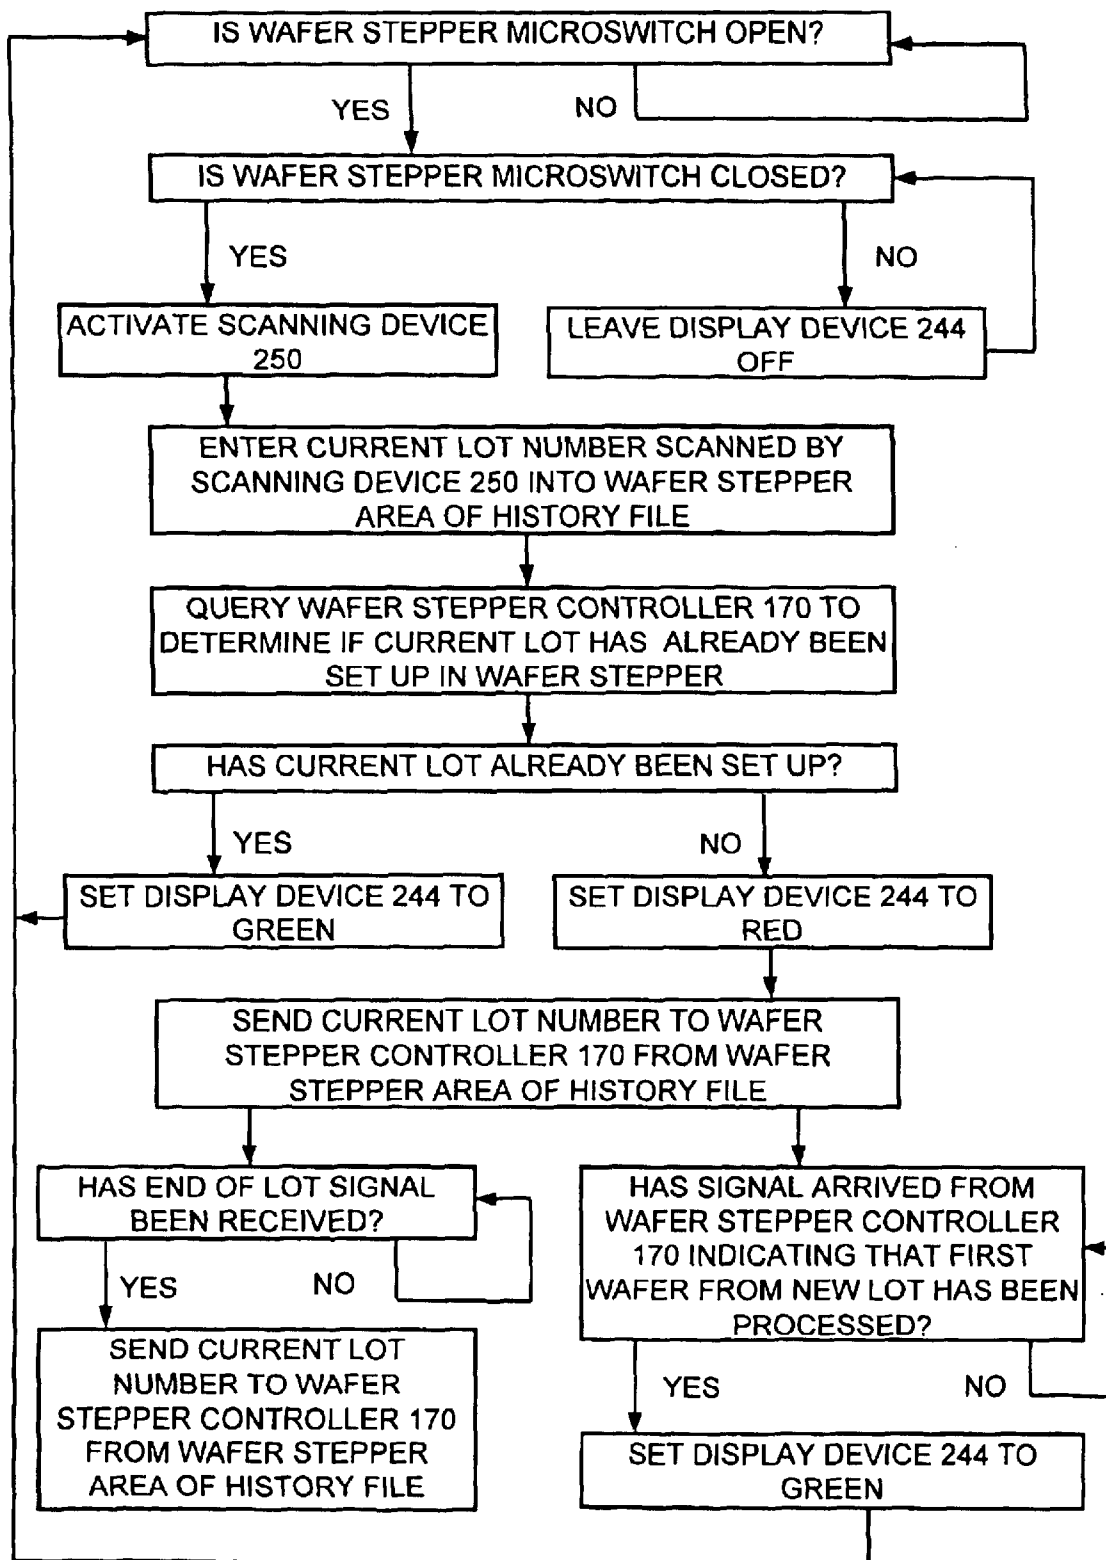 IS WAFER STEPPER MICROSWITCH OPEN?
YES
NO
IS WAFER STEPPER MICROSWITCH CLOSED?
YES
NO
ACTIVATE SCANNING DEVICE
250
LEAVE DISPLAY DEVICE 244
OFF
ENTER CURRENT LOT NUMBER SCANNED BY
SCANNING DEVICE 250 INTO WAFER STEPPER
AREA OF HISTORY FILE
QUERY WAFER STEPPER CONTROLLER 170 TO
DETERMINE IF CURRENT LOT HAS ALREADY BEEN
SET UP IN WAFER STEPPER
HAS CURRENT LOT ALREADY BEEN SET UP?
YES
NO
SET DISPLAY DEVICE 244 TO
GREEN
SET DISPLAY DEVICE 244 TO
RED
SEND CURRENT LOT NUMBER TO WAFER
STEPPER CONTROLLER 170 FROM WAFER
STEPPER AREA OF HISTORY FILE
HAS END OF LOT SIGNAL
BEEN RECEIVED?
YES
NO
SEND CURRENT LOT
NUMBER TO WAFER
STEPPER CONTROLLER 170
FROM WAFER STEPPER
AREA OF HISTORY FILE
HAS SIGNAL ARRIVED FROM
WAFER STEPPER CONTROLLER
170 INDICATING THAT FIRST
WAFER FROM NEW LOT HAS BEEN
PROCESSED?
YES
NO
SET DISPLAY DEVICE 244 TO
GREEN